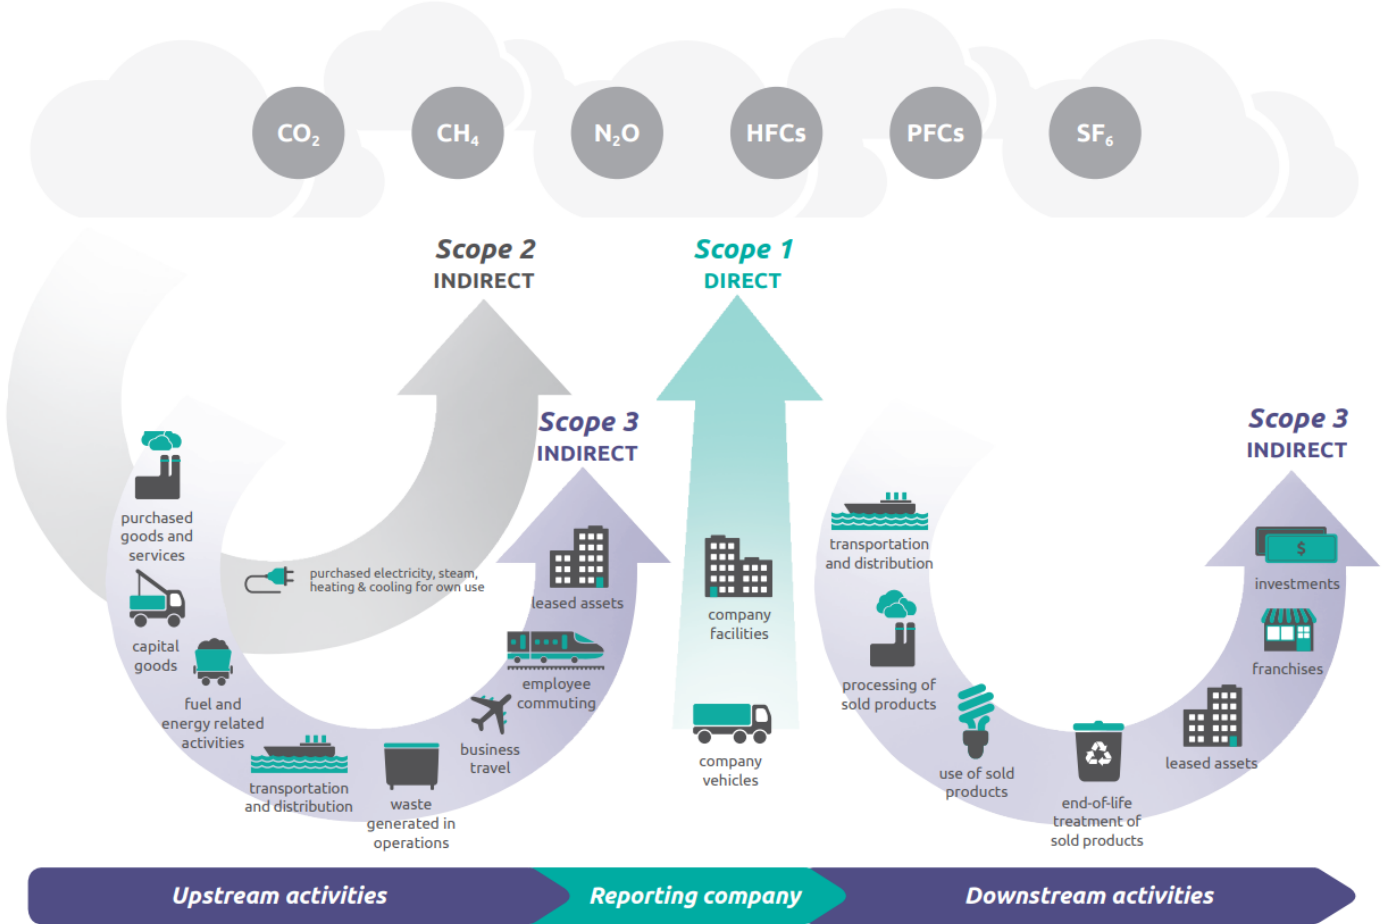 CO₂
CH₄
N₂O
HFCs
PFCs
SF₆
Scope 2
INDIRECT
Scope 1
DIRECT
Scope 3
INDIRECT
Scope 3
INDIRECT
purchased
goods and
services
capital
goods
fuel and
energy related
activities
transportation
and distribution
waste
generated in
operations
business
travel
employee
commuting
leased assets
purchased electricity, steam,
heating & cooling for own use
company
facilities
company
vehicles
transportation
and distribution
processing of
sold products
use of sold
products
end-of-life
treatment of
sold products
leased assets
franchises
investments
$
Upstream activities
Reporting company
Downstream activities